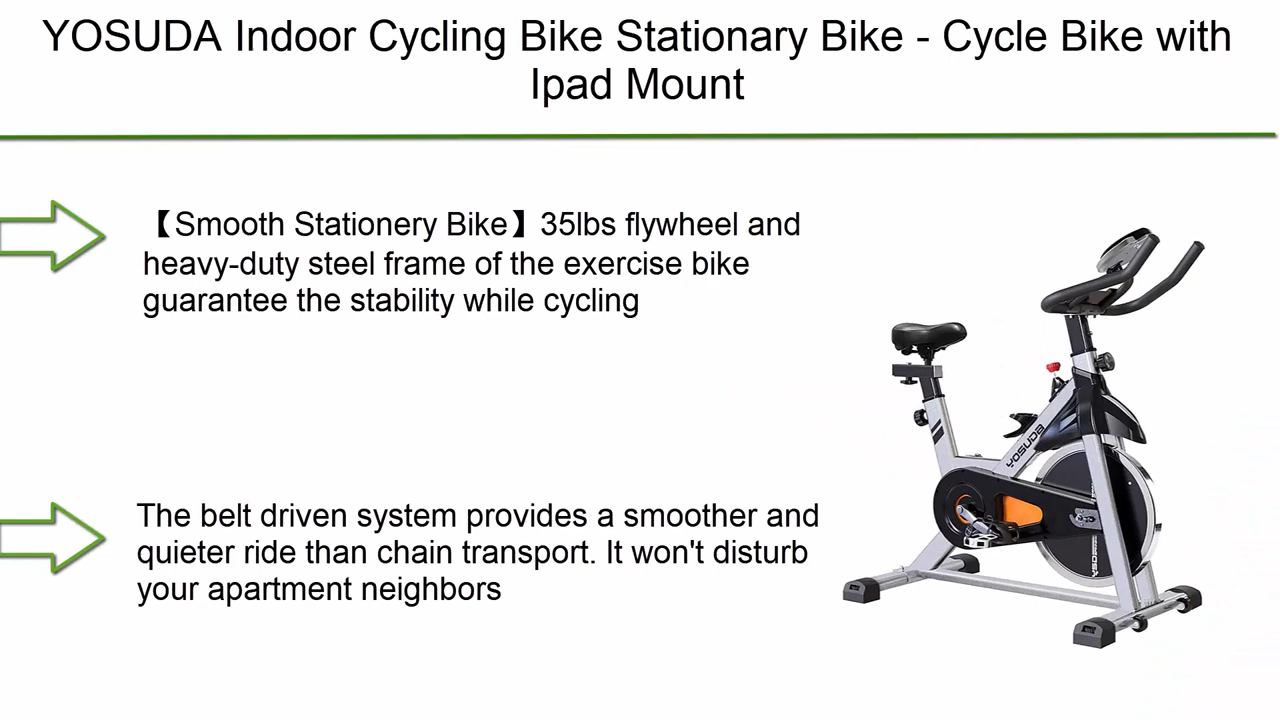 YOSUDA Indoor Cycling Bike Stationary Bike - Cycle Bike with
Ipad Mount
【Smooth Stationery Bike】35lbs flywheel and
heavy-duty steel frame of the exercise bike
guarantee the stability while cycling
The belt driven system provides a smoother and
quieter ride than chain transport. It won't disturb
your apartment neighbors
YOSUDA
YOSUDA